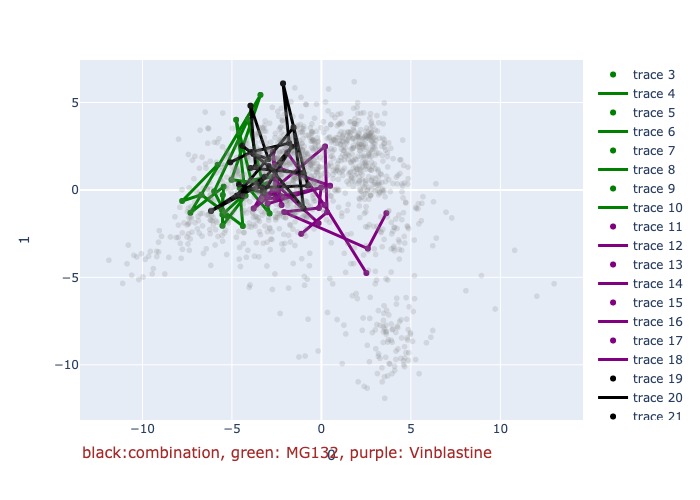 5
0
−5
−10
1
−10
−5
0
5
10
0
black:combination, green: MG132, purple: Vinblastine
trace 3
trace 4
trace 5
trace 6
trace 7
trace 8
trace 9
trace 10
trace 11
trace 12
trace 13
trace 14
trace 15
trace 16
trace 17
trace 18
trace 19
trace 20
trace 21